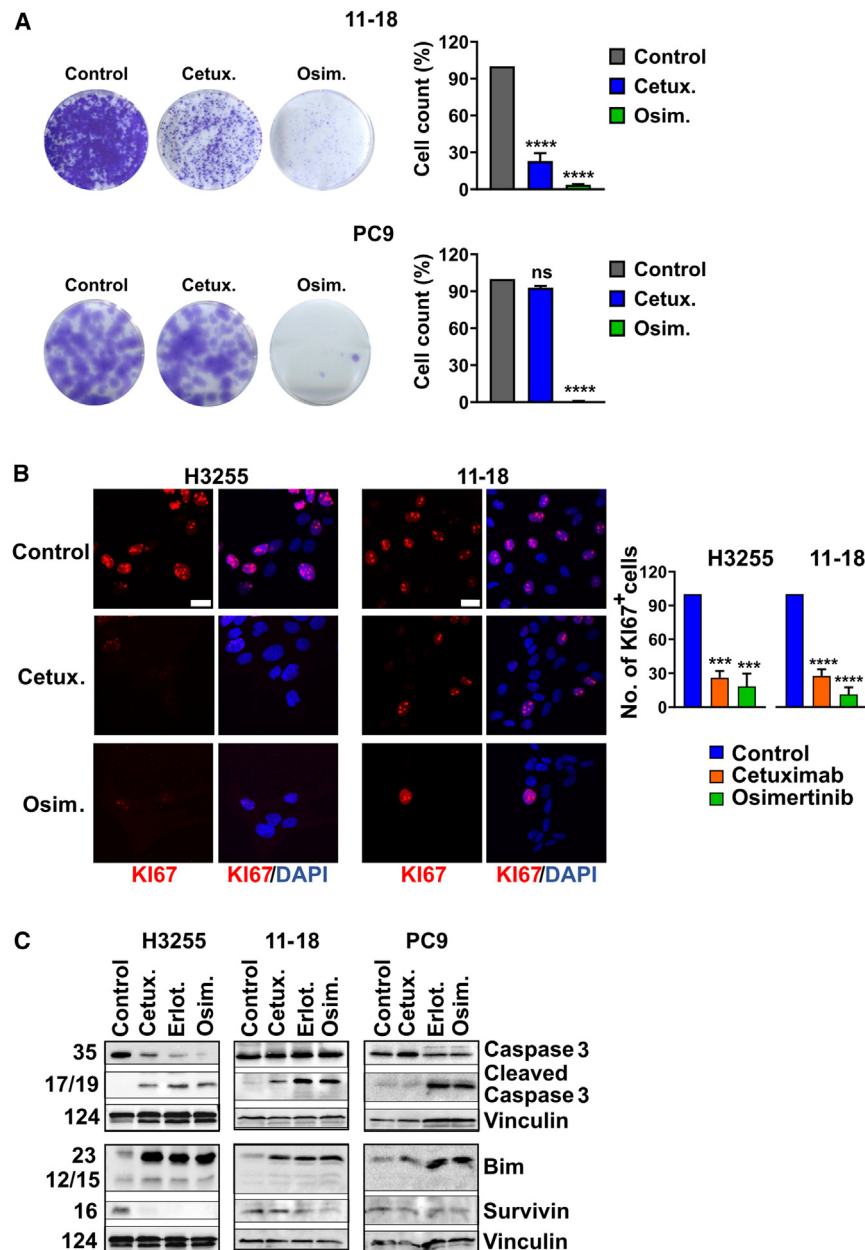 A
11-18
Control Cetux. Osim.
Cell count (%)
120
90
60
30
0
****
****
Control
Cetux.
Osim.
PC9
Control Cetux. Osim.
Cell count (%)
120
90
60
30
0
ns
****
Control
Cetux.
Osim.
B
H3255 11-18
Control
Cetux.
Osim.
KI67 KI67/DAPI KI67 KI67/DAPI
H3255 11-18
No. of KI67+cells
120
90
60
30
0
*** *** **** ****
Control
Cetuximab
Osimertinib
C
H3255 11-18 PC9
Control Cetux. Erlot. Osim. Control Cetux. Erlot. Osim. Control Cetux. Erlot. Osim.
35 Caspase 3
17/19 Cleaved
Caspase 3
124 Vinculin
23 Bim
12/15
16 Survivin
124 Vinculin